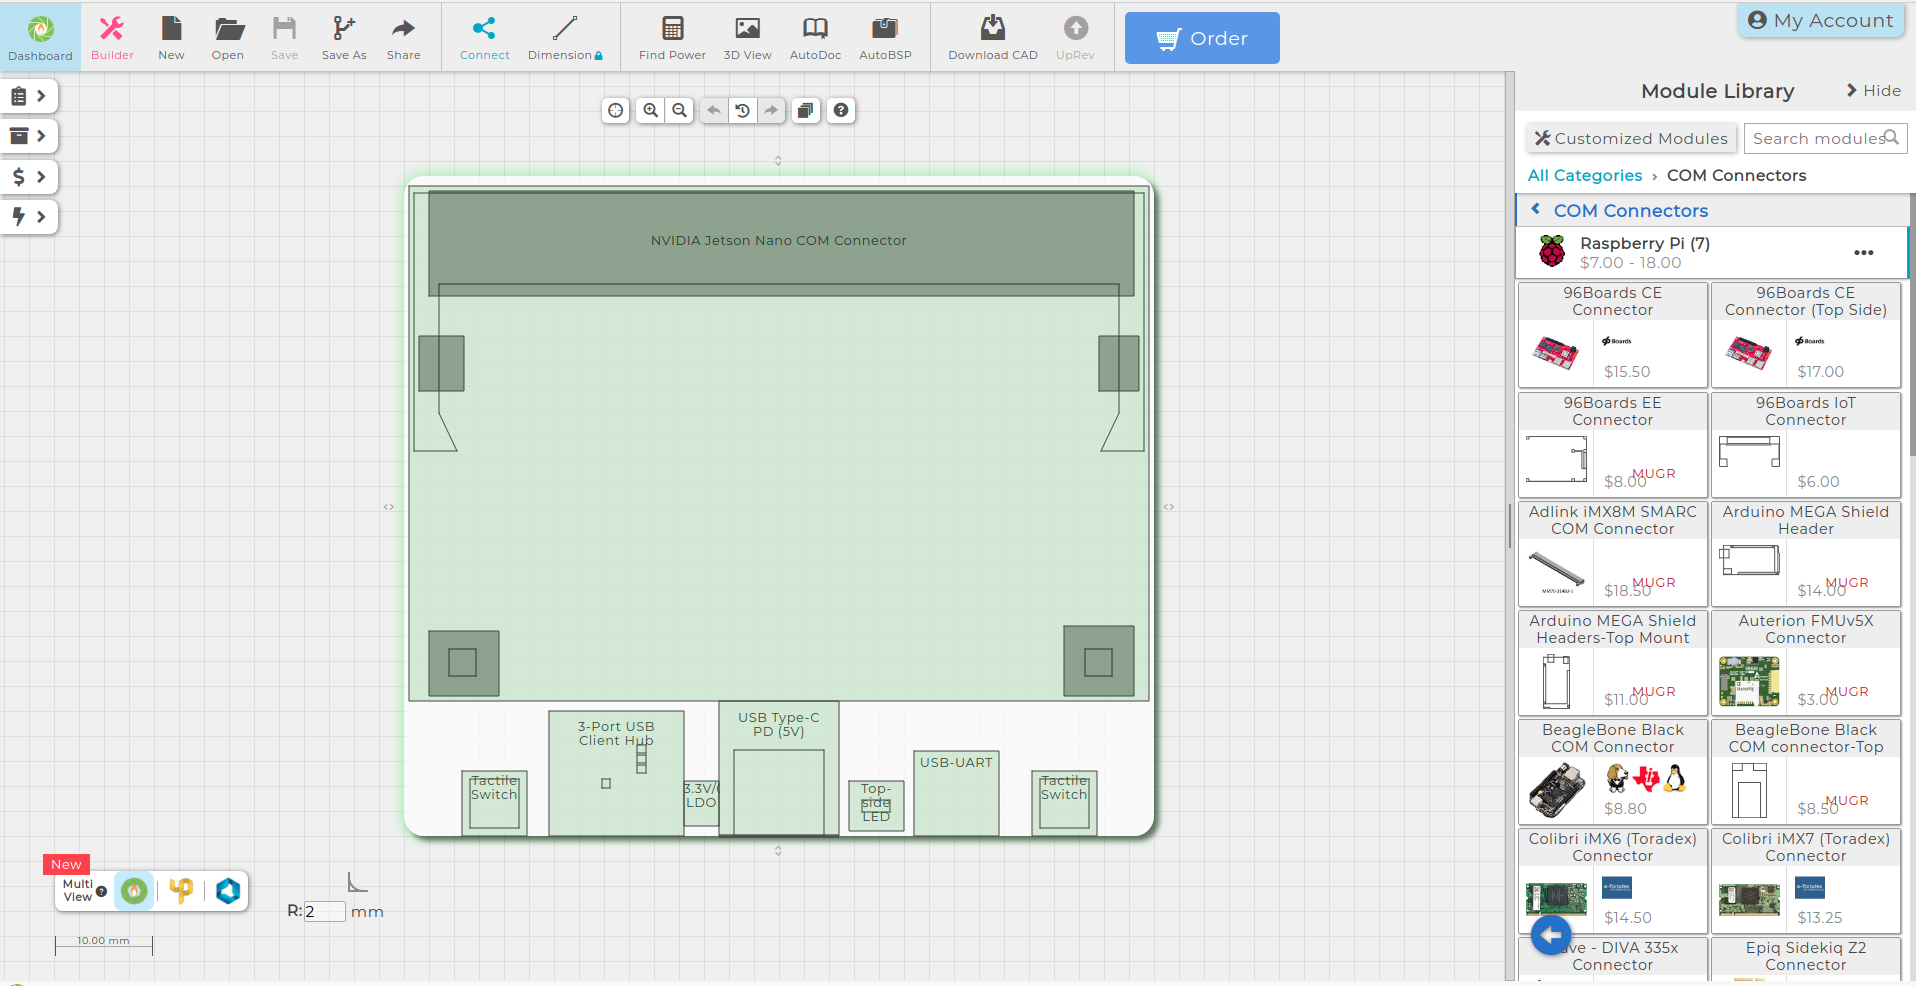 Dashboard
Builder
New
Open
Save
Save As
Share
Connect
Dimension
Find Power
3D View
AutoDoc
AutoBSP
Download CAD
UpRev
Order
My Account
Module Library
Hide
Customized Modules
Search modules
All Categories › COM Connectors
COM Connectors
Raspberry Pi (7)
$7.00 - 18.00
96Boards CE
Connector
Boards
$15.50
96Boards CE
Connector (Top Side)
Boards
$17.00
96Boards EE
Connector
MUGR
$8.00
96Boards IoT
Connector
$6.00
Adlink iMX8M SMARC
COM Connector
MUGR
$18.50
Arduino MEGA Shield
Header
MUGR
$14.00
Arduino MEGA Shield
Headers-Top Mount
MUGR
$11.00
Auterion FMUv5X
Connector
MUGR
$3.00
BeagleBone Black
COM Connector
$8.80
BeagleBone Black
COM connector-Top
MUGR
$8.50
Colibri iMX6 (Toradex)
Connector
$14.50
Colibri iMX7 (Toradex)
Connector
$13.25
ave - DIVA 335x
Connector
Epiq Sidekiq Z2
Connector
NVIDIA Jetson Nano COM Connector
3-Port USB
Client Hub
USB Type-C
PD (5V)
USB-UART
Tactile
Switch
3.3V/
LDO
Top-
side
LED
Tactile
Switch
New
Multi
View
R: 2 mm
10.00 mm